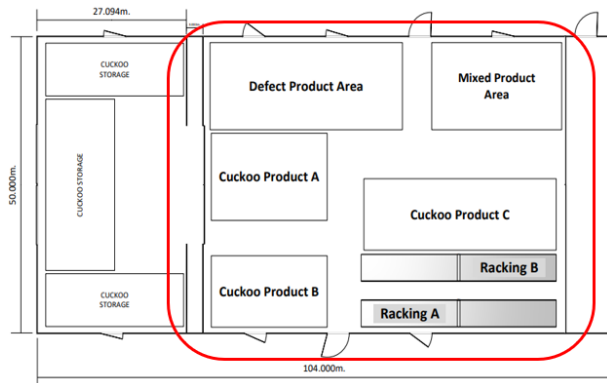 27.094m.
CUCKOO
STORAGE
Defect Product Area
Mixed Product
Area
CUCKOO STORAGE
Cuckoo Product A
50.000m.
Cuckoo Product C
Racking B
Cuckoo Product B
CUCKOO
STORAGE
Racking A
104.000m.